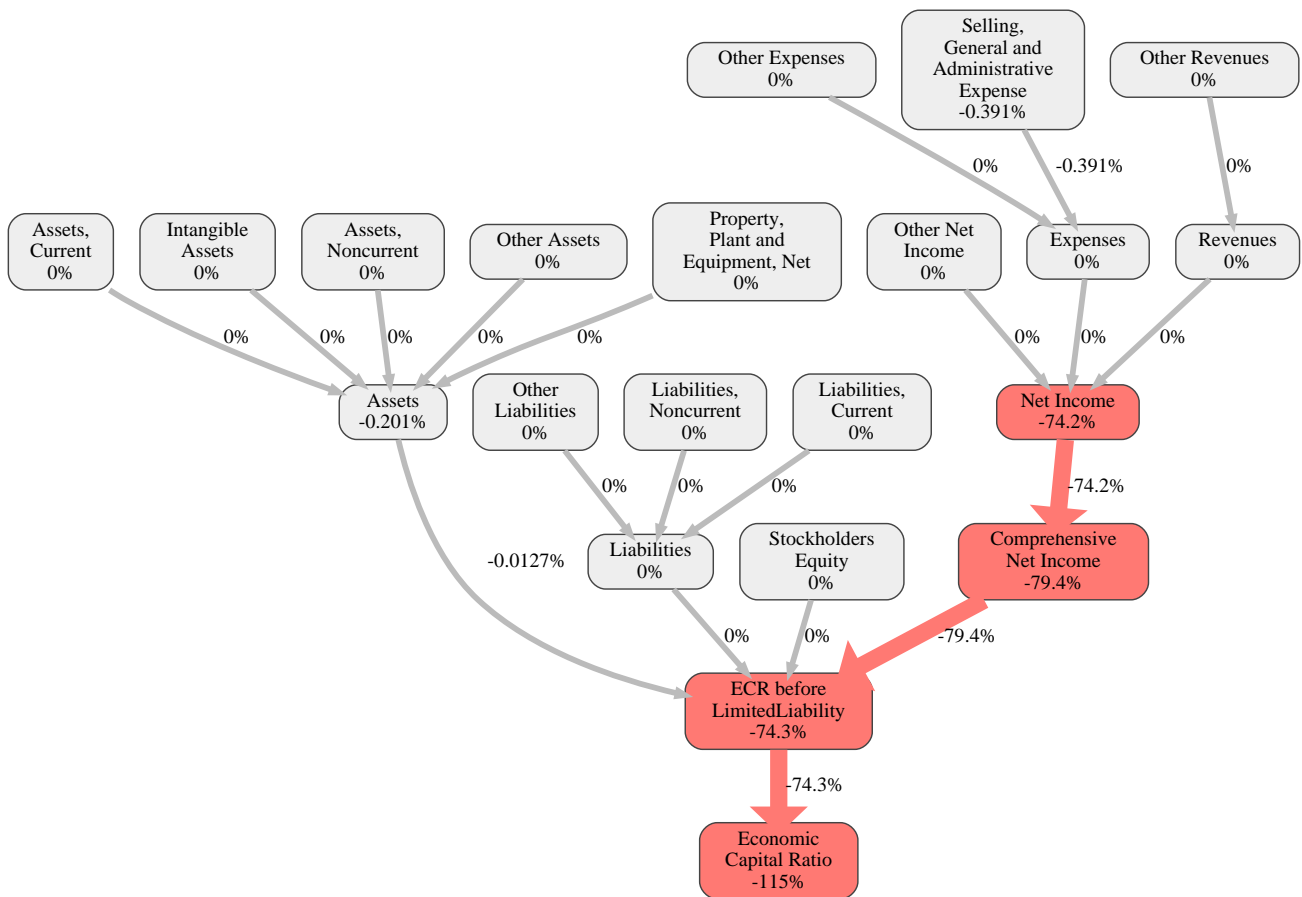 Selling,
General and
Administrative
Expense
-0.391%
Other Expenses
0%
Other Revenues
0%
0%
-0.391%
0%
Assets,
Current
0%
Intangible
Assets
0%
Assets,
Noncurrent
0%
Other Assets
0%
Property,
Plant and
Equipment, Net
0%
Other Net
Income
0%
Expenses
0%
Revenues
0%
0%
0%
0%
0%
0%
0%
0%
0%
Assets
-0.201%
Other
Liabilities
0%
Liabilities,
Noncurrent
0%
Liabilities,
Current
0%
Net Income
-74.2%
0%
0%
0%
-74.2%
-0.0127%
Liabilities
0%
Stockholders
Equity
0%
Comprehensive
Net Income
-79.4%
0%
0%
-79.4%
ECR before
LimitedLiability
-74.3%
-74.3%
Economic
Capital Ratio
-115%